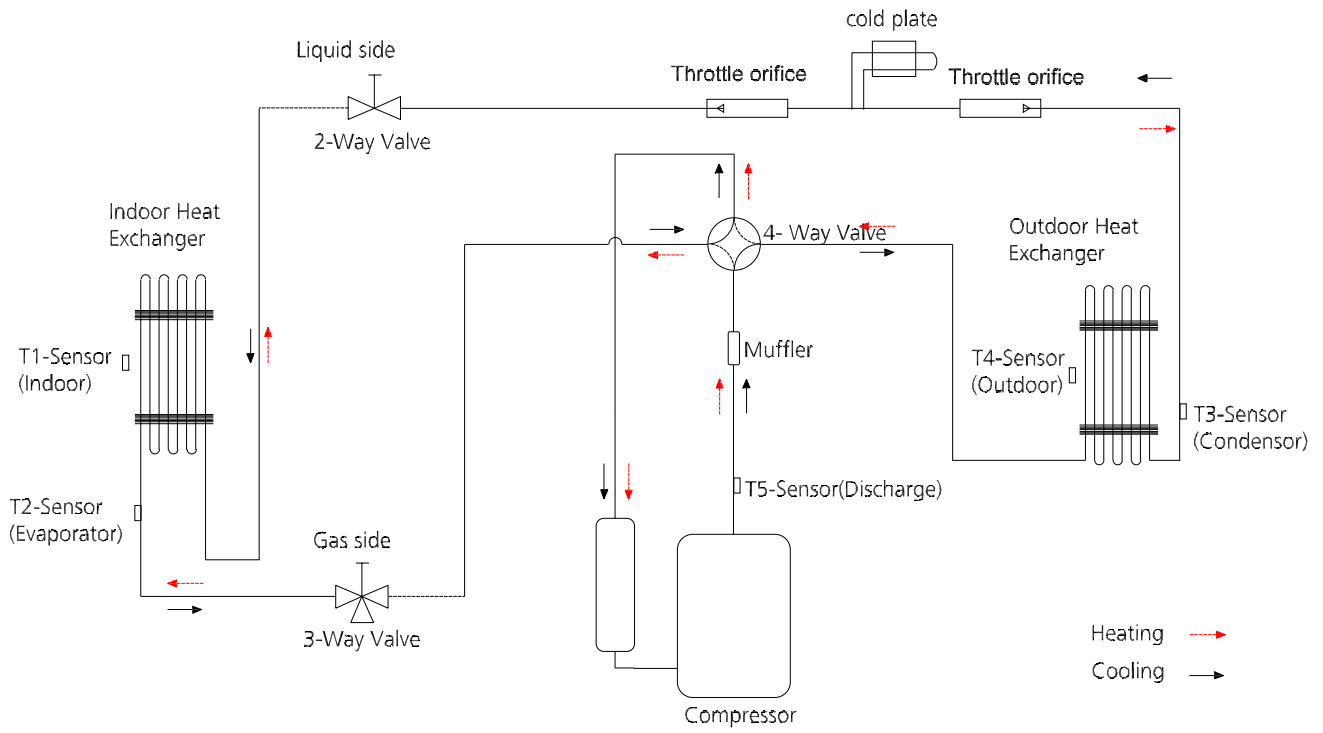 cold plate
Liquid side
Throttle orifice
Throttle orifice
2-Way Valve
Indoor Heat
Exchanger
4- Way Valve
Outdoor Heat
Exchanger
T1-Sensor
(Indoor)
Muffler
T4-Sensor
(Outdoor)
T3-Sensor
(Condensor)
T2-Sensor
(Evaporator)
T5-Sensor(Discharge)
Gas side
3-Way Valve
Heating
Cooling
Compressor